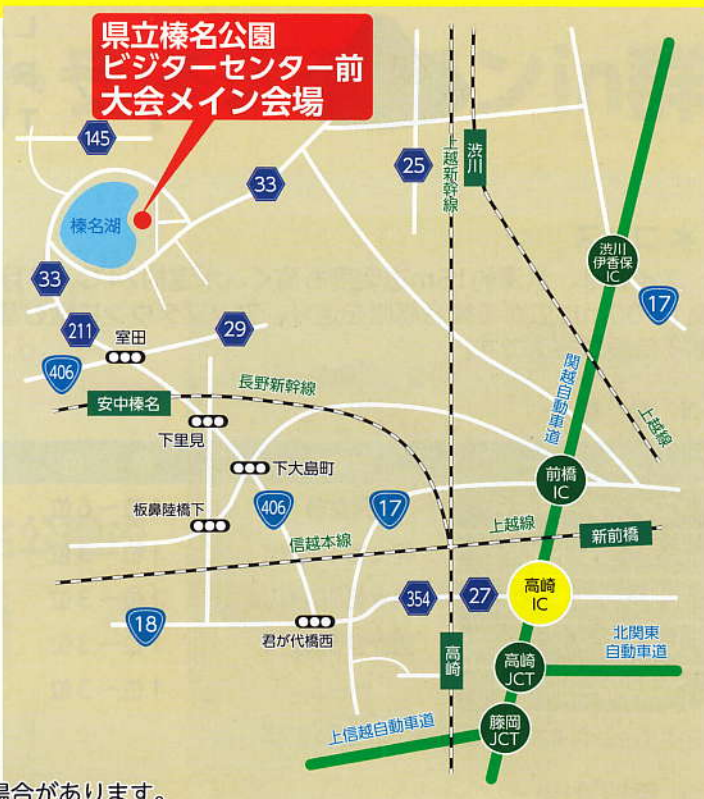 県立榛名公園
ビジターセンター前
大会メイン会場
145
33
25
上越新幹線
渋川
榛名湖
渋川
伊香保
IC
17
33
211
室田
29
406
安中榛名
長野新幹線
関越自動車道
上越線
下里見
下大島町
前橋
IC
板鼻陸橋下
406
17
信越本線
上越線
新前橋
354
27
高崎
IC
18
君が代橋西
高崎
北関東
自動車道
高崎
JCT
藤岡
JCT
上信越自動車道
場合があります。